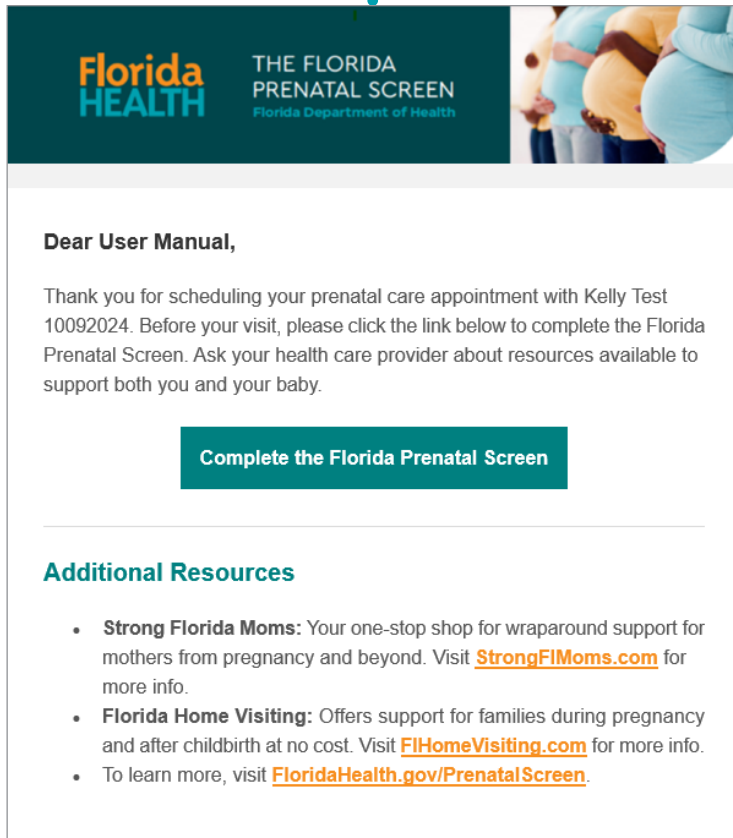 Florida
HEALTH
THE FLORIDA
PRENATAL SCREEN
Florida Department of Health
Dear User Manual,
Thank you for scheduling your prenatal care appointment with Kelly Test
10092024. Before your visit, please click the link below to complete the Florida
Prenatal Screen. Ask your health care provider about resources available to
support both you and your baby.
Complete the Florida Prenatal Screen
Additional Resources
• Strong Florida Moms: Your one-stop shop for wraparound support for
mothers from pregnancy and beyond. Visit StrongFlMoms.com for
more info.
• Florida Home Visiting: Offers support for families during pregnancy
and after childbirth at no cost. Visit FlHomeVisiting.com for more info.
• To learn more, visit FloridaHealth.gov/PrenatalScreen.